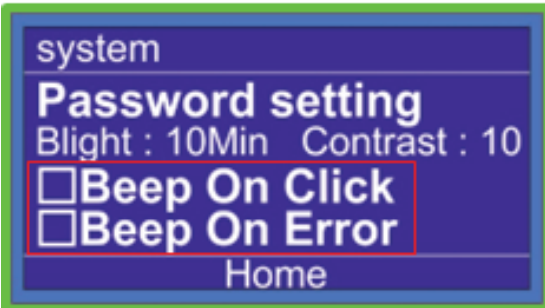 system
Password setting
Blight : 10Min Contrast : 10
☐Beep On Click
☐Beep On Error
Home